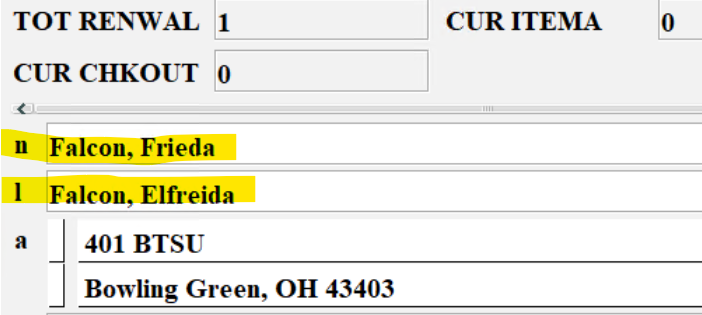 TOT RENWAL 1 CUR ITEMA 0
CUR CHKOUT 0
n Falcon, Frieda
l Falcon, Elfreida
a 401 BTSU
Bowling Green, OH 43403